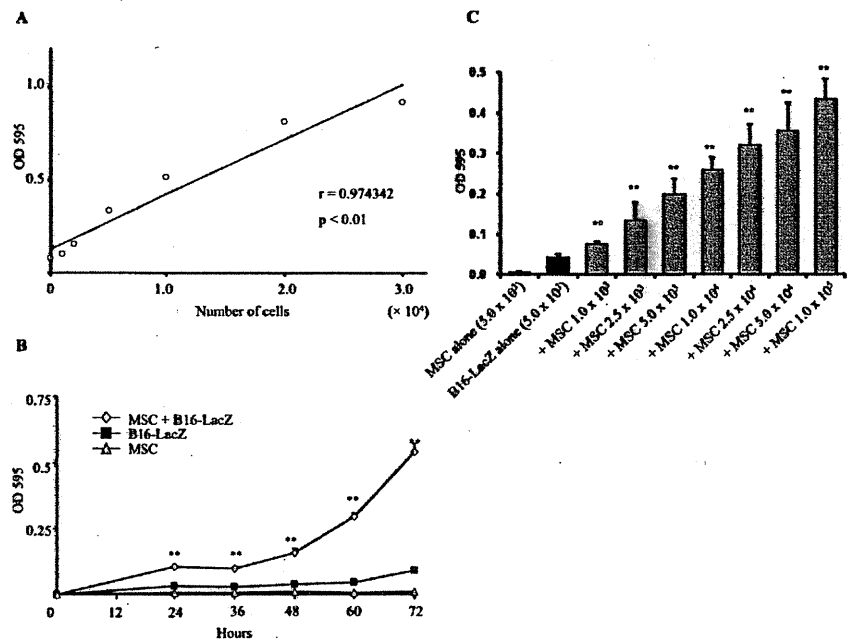 A
1.0
0.5
0
OD 595
r = 0.974342
p < 0.01
0 1.0 2.0 3.0
Number of cells (× 10⁴)
B
0.75
0.5
0.25
0
OD 595
MSC + B16-LacZ
B16-LacZ
MSC
** ** ** ** **
0 12 24 36 48 60 72
Hours
C
0.5
0.4
0.3
0.2
0.1
0.0
OD 595
** ** ** ** ** ** **
MSC alone (5.0 x 10³)
B16-LacZ alone (5.0 x 10³)
+ MSC 1.0 x 10³
+ MSC 2.5 x 10³
+ MSC 5.0 x 10³
+ MSC 1.0 x 10⁴
+ MSC 2.5 x 10⁴
+ MSC 5.0 x 10⁴
+ MSC 1.0 x 10⁵